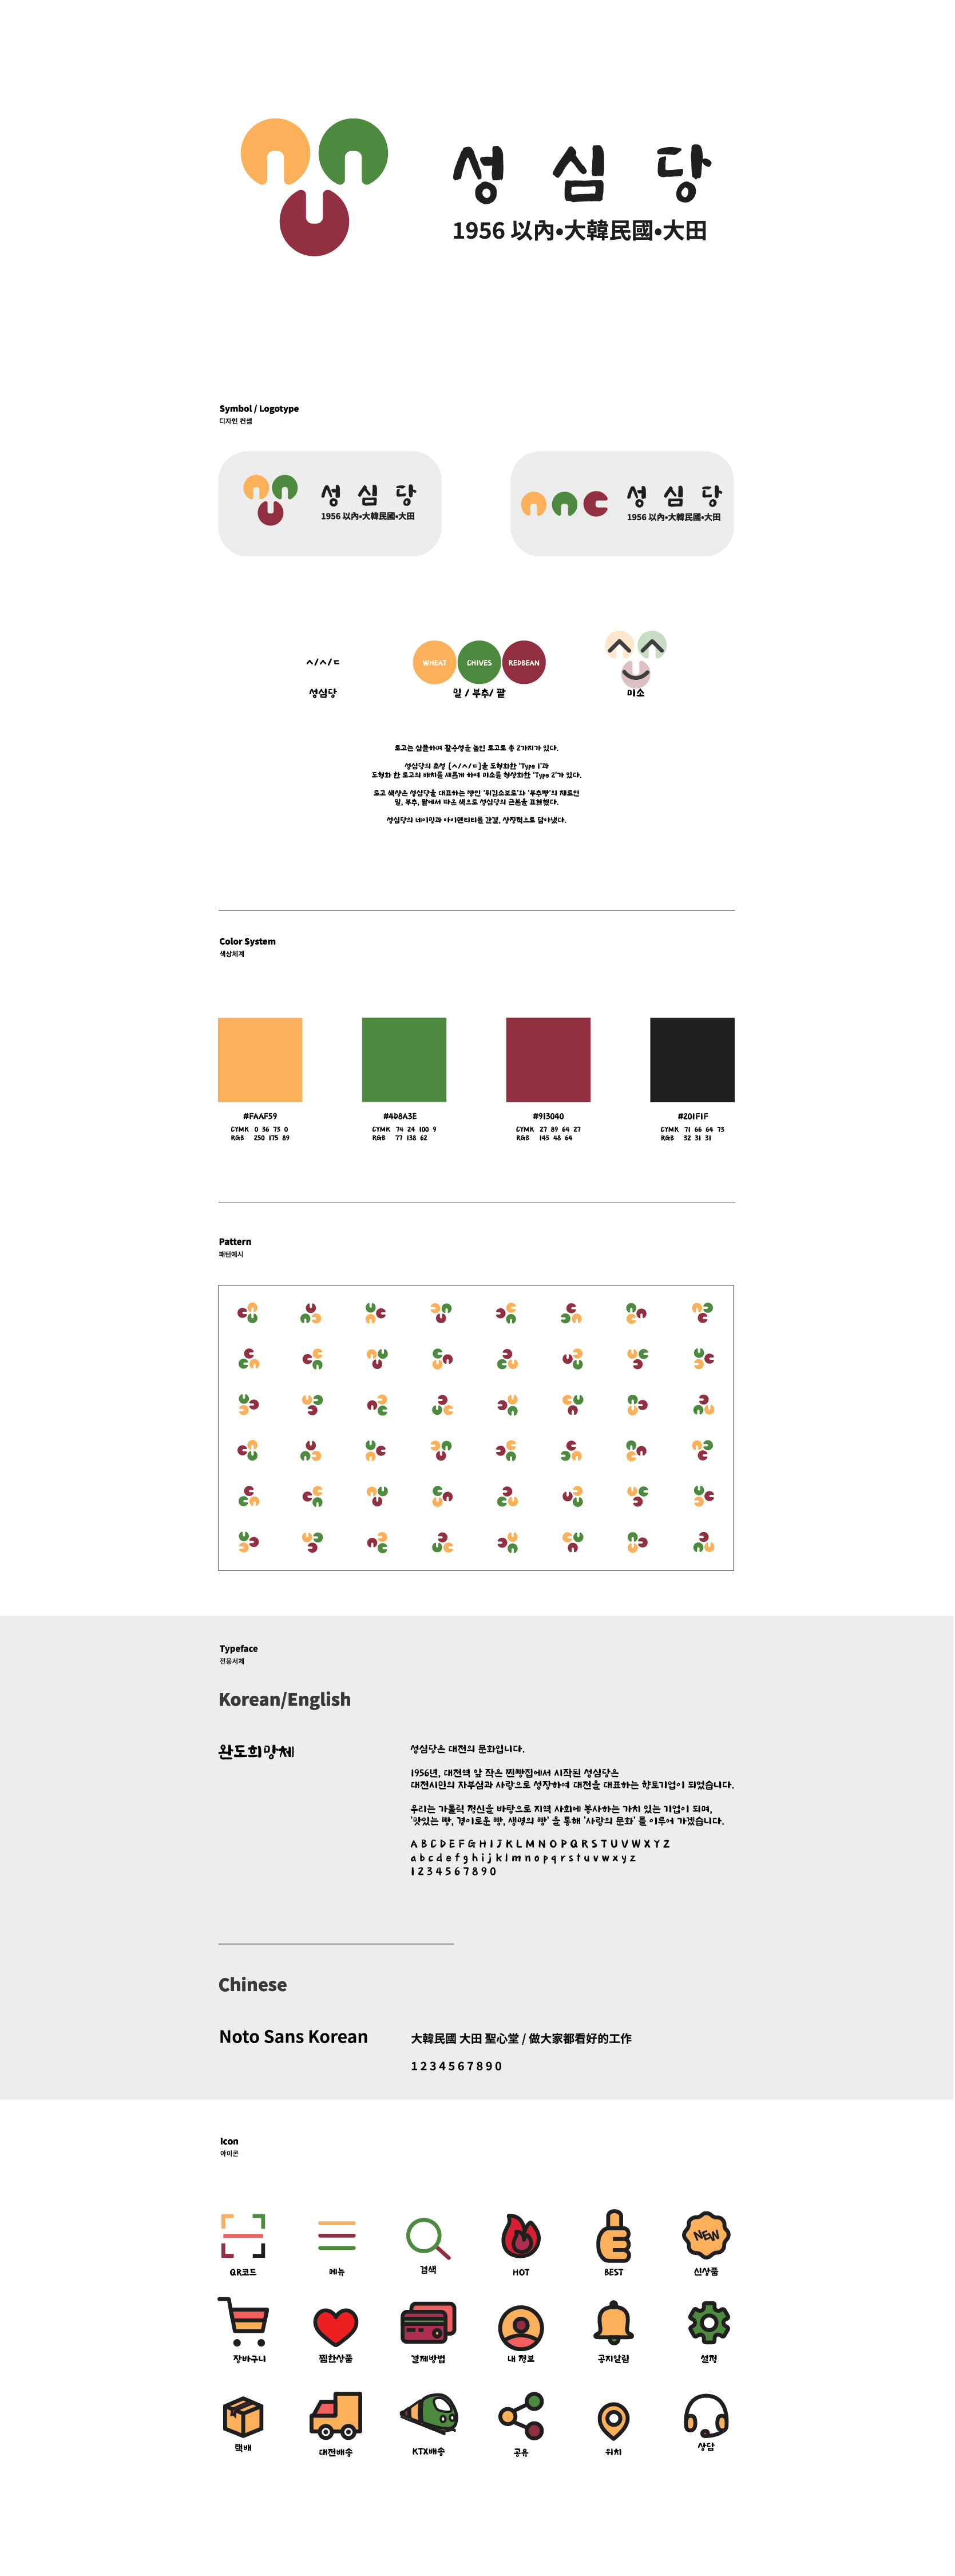 성 심 당
1956 以內•大韓民國•大田
Symbol / Logotype
디자인 컨셉
성 심 당
1956 以內•大韓民國•大田
성 심 당
1956 以內•大韓民國•大田
ㅅ/ㅅ/ㄷ
WHEAT
CHIVES
REDBEAN
성심당
밀 / 부추/ 팥
미소
로고는 심플하며 활용성을 높인 로고로 총 2가지가 있다.
성심당의 초성 [ㅅ/ㅅ/ㄷ]을 도형화한 'Type 1'과
도형화 한 로고의 배치를 새롭게 하여 미소를 형상화한 'Type 2'가 있다.
로고 색상은 성심당을 대표하는 빵인 '튀김소보로'와 '부추빵'의 재료인
밀, 부추, 팥에서 따온 색으로 성심당의 근본을 표현했다.
성심당의 네이밍과 아이덴티티를 간결, 상징적으로 담아냈다.
Color System
색상체계
#FAAF59
CYMK 0 36 73 0
RGB 250 175 89
#4D8A3E
CYMK 74 24 100 9
RGB 77 138 62
#913040
CYMK 27 89 64 27
RGB 145 48 64
#201F1F
CYMK 71 66 64 73
RGB 32 31 31
Pattern
패턴예시
Typeface
전용서체
Korean/English
완도희망체
성심당은 대전의 문화입니다.
1956년, 대전역 앞 작은 찐빵집에서 시작된 성심당은
대전시민의 자부심과 사랑으로 성장하여 대전을 대표하는 향토기업이 되었습니다.
우리는 가톨릭 정신을 바탕으로 지역 사회에 봉사하는 가치 있는 기업이 되며,
'맛있는 빵, 경이로운 빵, 생명의 빵' 을 통해 '사랑의 문화' 를 이루어 가겠습니다.
A B C D E F G H I J K L M N O P Q R S T U V W X Y Z
a b c d e f g h i j k l m n o p q r s t u v w x y z
1 2 3 4 5 6 7 8 9 0
Chinese
Noto Sans Korean
大韓民國 大田 聖心堂 / 做大家都看好的工作
1 2 3 4 5 6 7 8 9 0
Icon
아이콘
NEW
QR코드
메뉴
검색
HOT
BEST
신상품
장바구니
찜한상품
결제방법
내 정보
공지알림
설정
택배
대전배송
KTX배송
공유
위치
상담